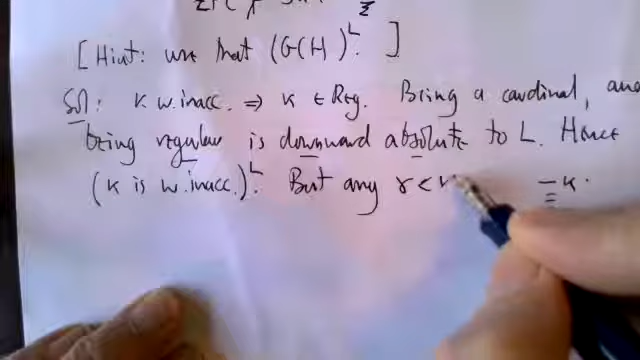 [Hint: use that (GCH)^L. ]
Sol: κ w.inacc. ⇒ κ ∈ Reg. Being a cardinal, and
being regular is downward absolute to L. Hence
(κ is w.inacc.)^L. But any γ < κ